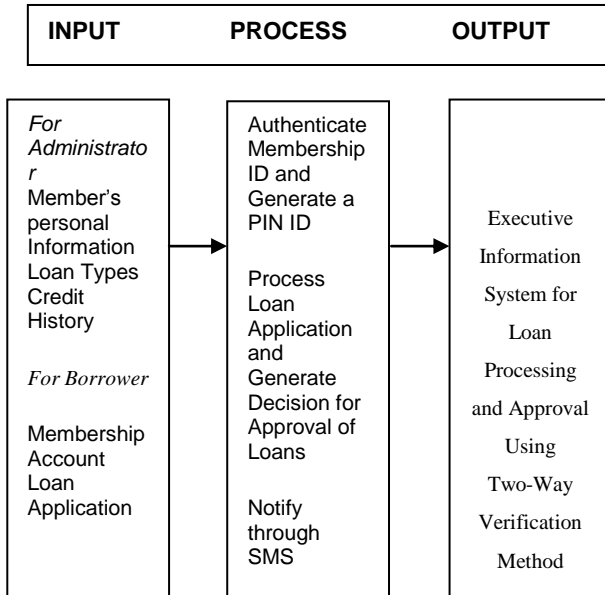 INPUT PROCESS OUTPUT
For
Administrato
r
Member's
personal
Information
Loan Types
Credit
History
For Borrower
Membership
Account
Loan
Application
Authenticate
Membership
ID and
Generate a
PIN ID
Process
Loan
Application
and
Generate
Decision for
Approval of
Loans
Notify
through
SMS
Executive
Information
System for
Loan
Processing
and Approval
Using
Two-Way
Verification
Method